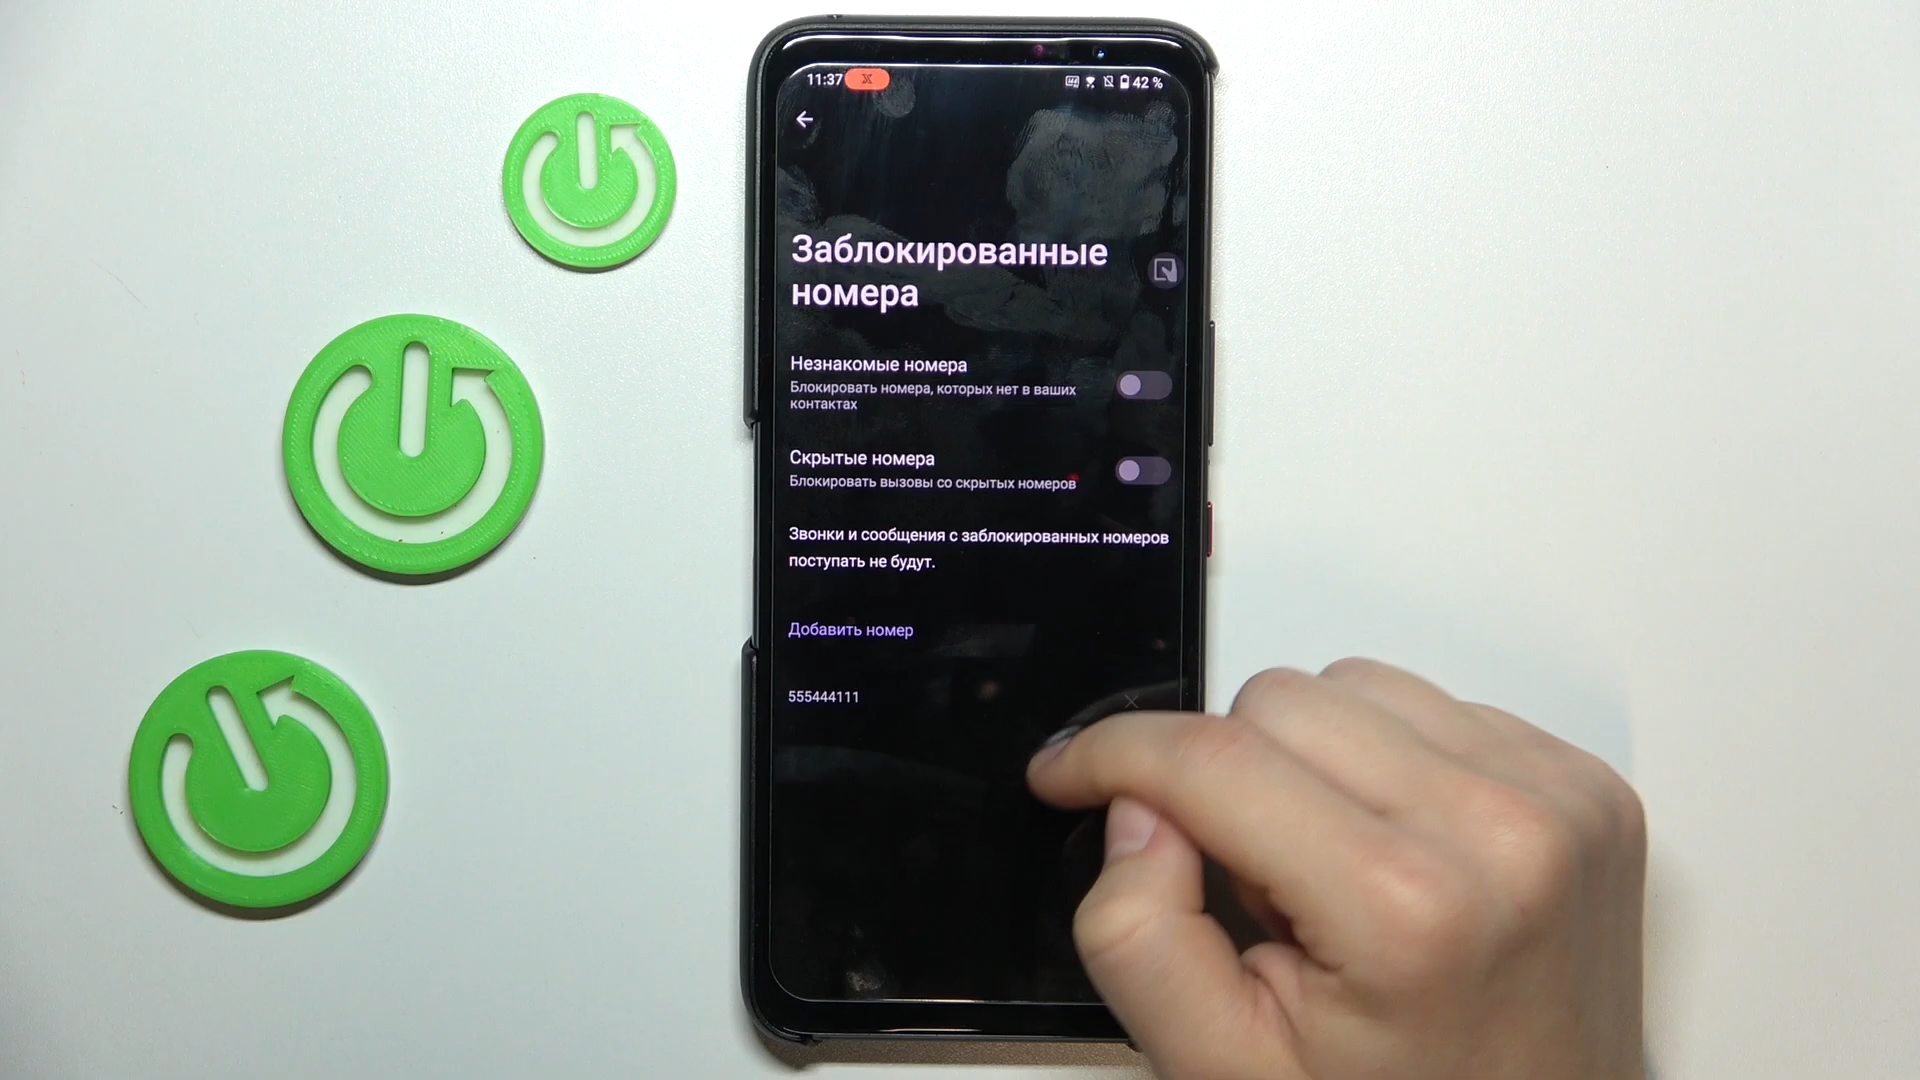 11:37 X 42 %
Заблокированные
номера
Незнакомые номера
Блокировать номера, которых нет в ваших
контактах
Скрытые номера
Блокировать вызовы со скрытых номеров
Звонки и сообщения с заблокированных номеров
поступать не будут.
Добавить номер
555444111